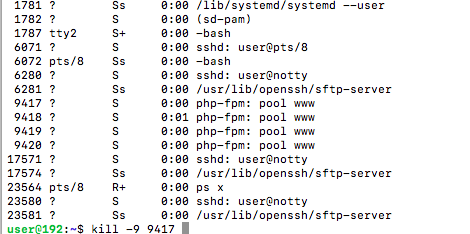 1781 ? Ss 0:00 /lib/systemd/systemd --user
1782 ? S 0:00 (sd-pam)
1787 tty2 S+ 0:00 -bash
6071 ? S 0:00 sshd: user@pts/8
6072 pts/8 Ss 0:00 -bash
6280 ? S 0:00 sshd: user@notty
6281 ? Ss 0:00 /usr/lib/openssh/sftp-server
9417 ? S 0:00 php-fpm: pool www
9418 ? S 0:01 php-fpm: pool www
9419 ? S 0:00 php-fpm: pool www
9420 ? S 0:00 php-fpm: pool www
17571 ? S 0:00 sshd: user@notty
17574 ? Ss 0:00 /usr/lib/openssh/sftp-server
23564 pts/8 R+ 0:00 ps x
23580 ? S 0:00 sshd: user@notty
23581 ? Ss 0:00 /usr/lib/openssh/sftp-server
user@192:~$ kill -9 9417